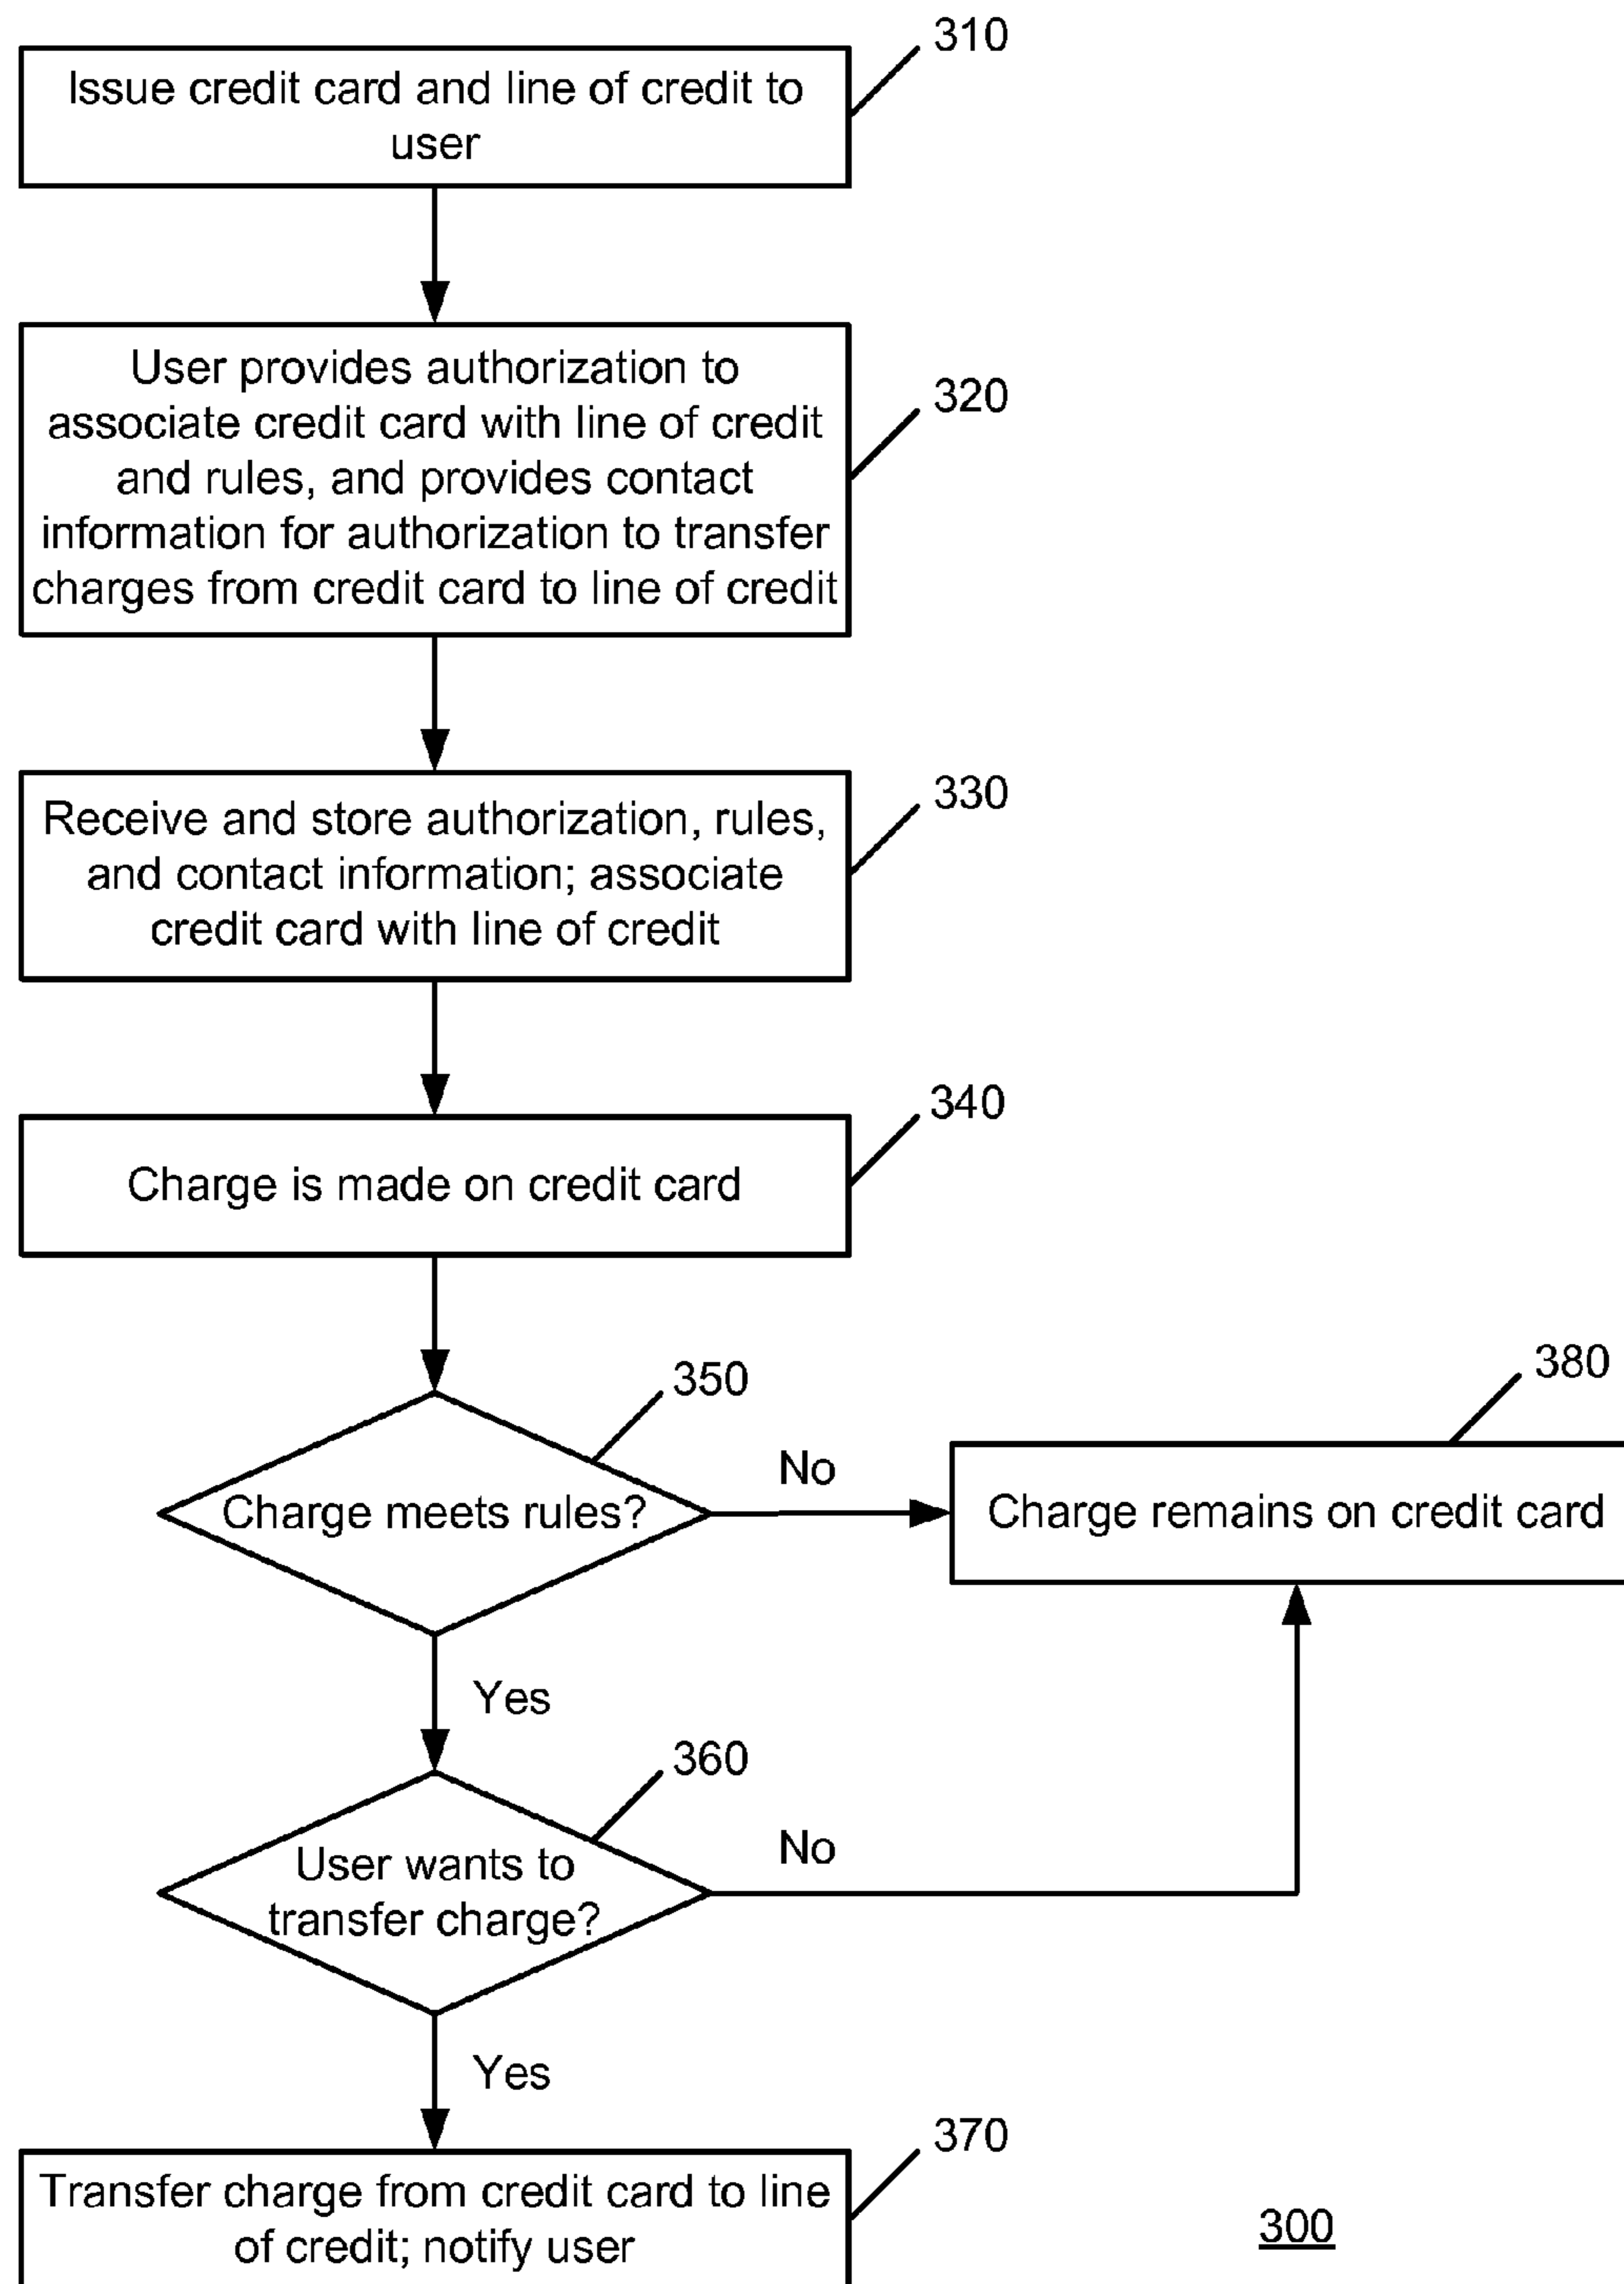 310
Issue credit card and line of credit to
user
320
User provides authorization to
associate credit card with line of credit
and rules, and provides contact
information for authorization to transfer
charges from credit card to line of credit
330
Receive and store authorization, rules,
and contact information; associate
credit card with line of credit
340
Charge is made on credit card
350
Charge meets rules?
No
380
Charge remains on credit card
Yes
360
User wants to
transfer charge?
No
Yes
370
Transfer charge from credit card to line
of credit; notify user
300